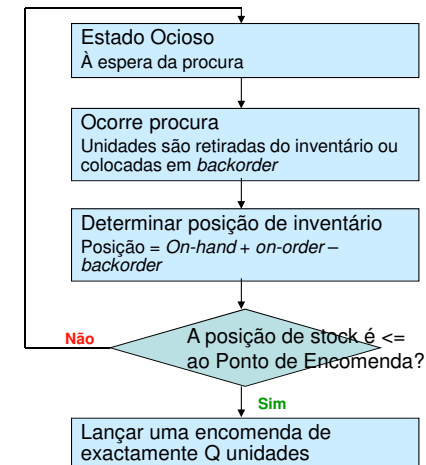 Estado Ocioso
À espera da procura
Ocorre procura
Unidades são retiradas do inventário ou
colocadas em backorder
Determinar posição de inventário
Posição = On-hand + on-order –
backorder
Não
A posição de stock é <=
ao Ponto de Encomenda?
Sim
Lançar uma encomenda de
exactamente Q unidades